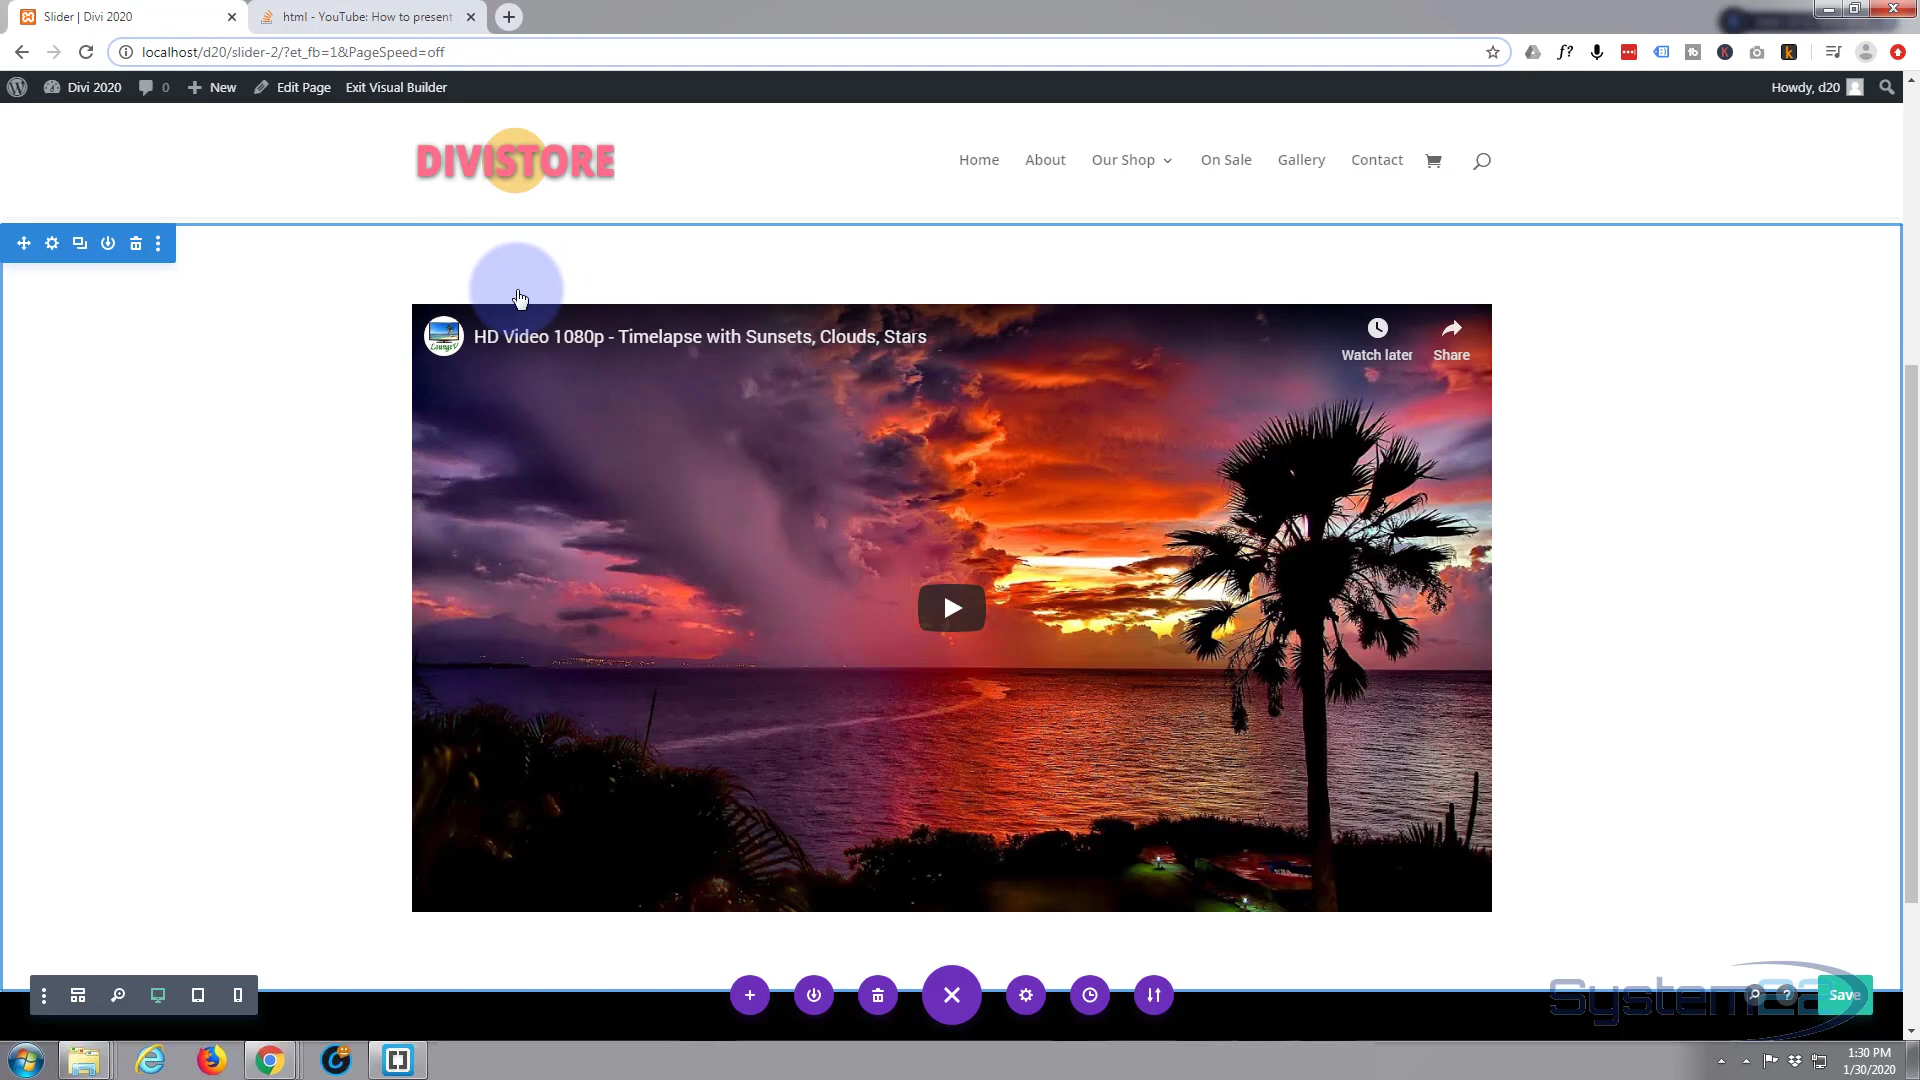 Slider | Divi 2020
html - YouTube: How to present
localhost/d20/slider-2/?et_fb=1&PageSpeed=off
Divi 2020
0
New
Edit Page
Exit Visual Builder
Howdy, d20
DIVISTORE
Home
About
Our Shop
On Sale
Gallery
Contact
HD Video 1080p - Timelapse with Sunsets, Clouds, Stars
Watch later
Share
LoungeV
System22
Save
1:30 PM
1/30/2020